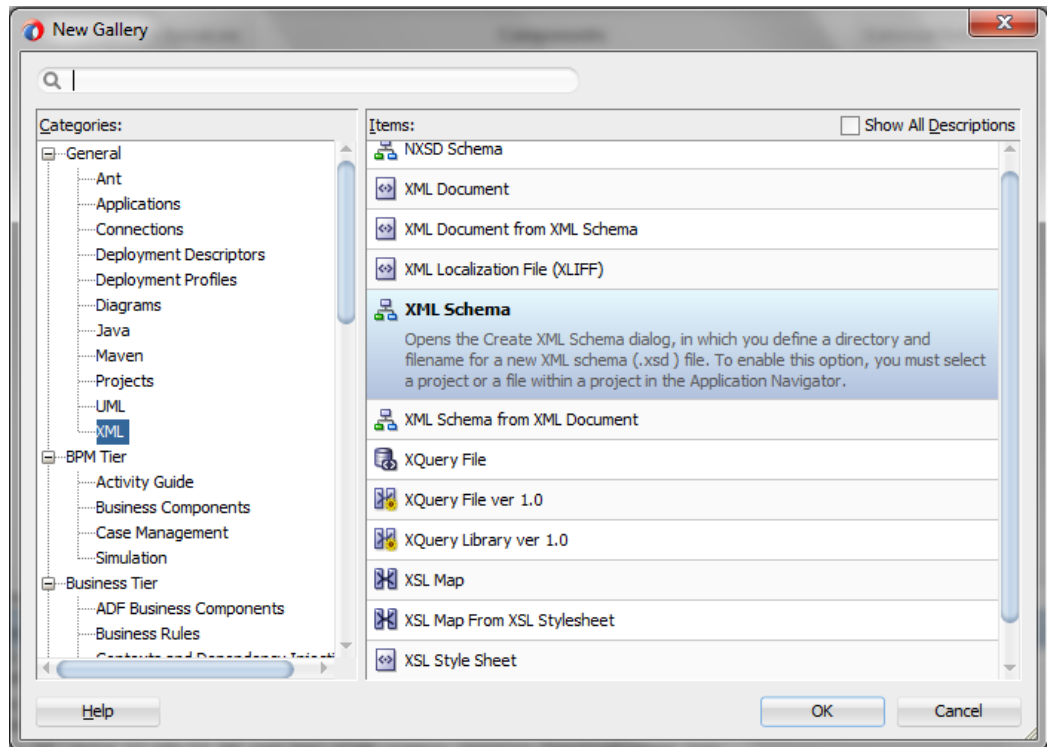 New Gallery
Categories:
General
Ant
Applications
Connections
Deployment Descriptors
Deployment Profiles
Diagrams
Java
Maven
Projects
UML
XML
BPM Tier
Activity Guide
Business Components
Case Management
Simulation
Business Tier
ADF Business Components
Business Rules
Contexts and Dependency Injecti
Items:
Show All Descriptions
NXSD Schema
XML Document
XML Document from XML Schema
XML Localization File (XLIFF)
XML Schema
Opens the Create XML Schema dialog, in which you define a directory and
filename for a new XML schema (.xsd ) file. To enable this option, you must select
a project or a file within a project in the Application Navigator.
XML Schema from XML Document
XQuery File
XQuery File ver 1.0
XQuery Library ver 1.0
XSL Map
XSL Map From XSL Stylesheet
XSL Style Sheet
Help
OK
Cancel